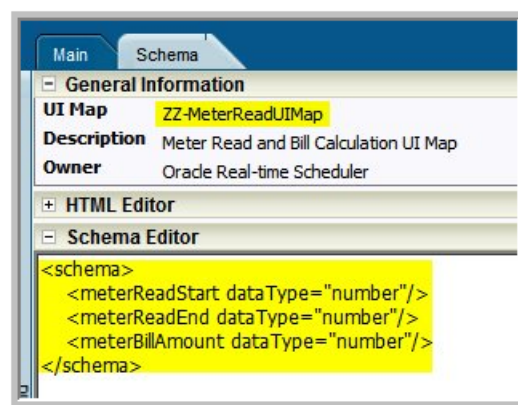 Main Schema
General Information
UI Map ZZ-MeterReadUIMap
Description Meter Read and Bill Calculation UI Map
Owner Oracle Real-time Scheduler
HTML Editor
Schema Editor
<schema>
<meterReadStart dataType="number"/>
<meterReadEnd dataType="number"/>
<meterBillAmount dataType="number"/>
</schema>